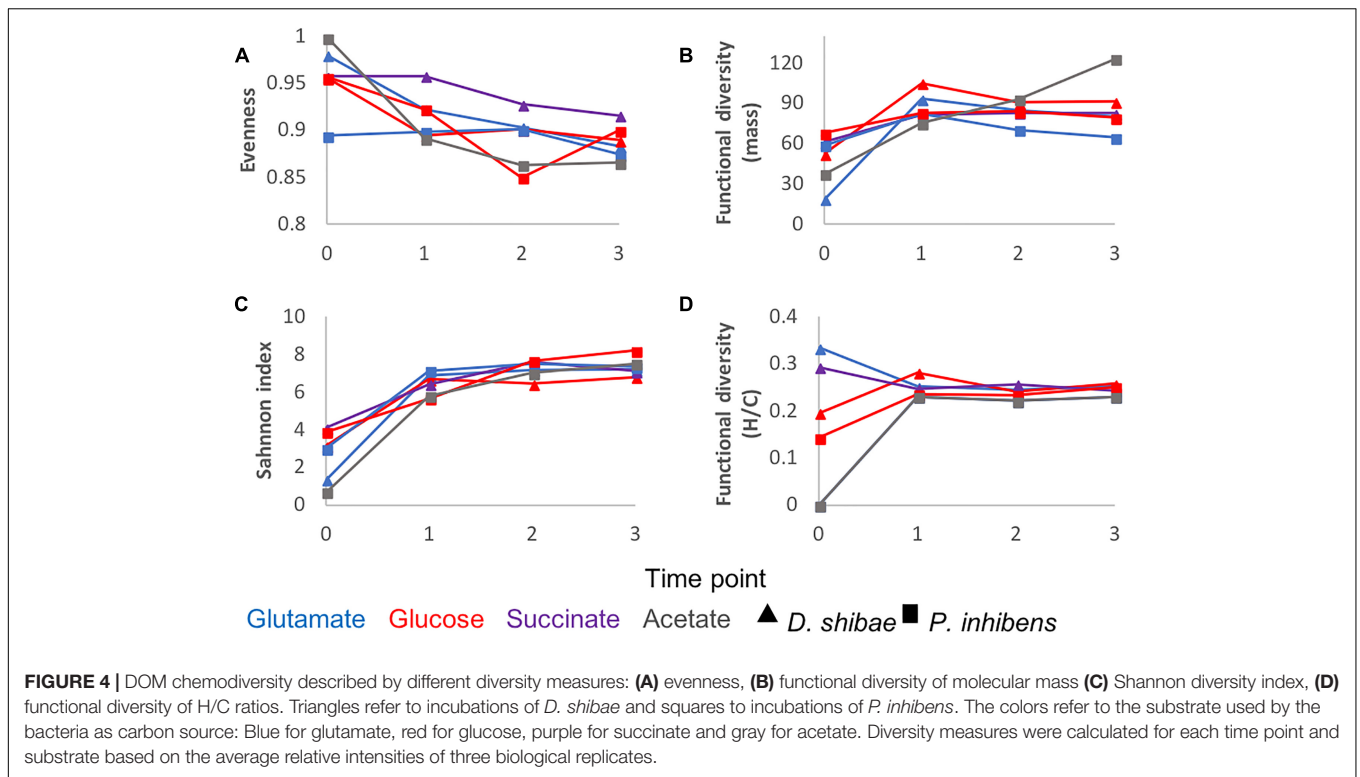 A
Evenness
1
0.95
0.9
0.85
0.8
0 1 2 3
B
Functional diversity
(mass)
120
90
60
30
0
0 1 2 3
C
Sahnnon index
10
8
6
4
2
0
0 1 2 3
D
Functional diversity
(H/C)
0.4
0.3
0.2
0.1
0
0 1 2 3
Time point
Glutamate Glucose Succinate Acetate D. shibae P. inhibens
FIGURE 4 | DOM chemodiversity described by different diversity measures: (A) evenness, (B) functional diversity of molecular mass (C) Shannon diversity index, (D)
functional diversity of H/C ratios. Triangles refer to incubations of D. shibae and squares to incubations of P. inhibens. The colors refer to the substrate used by the
bacteria as carbon source: Blue for glutamate, red for glucose, purple for succinate and gray for acetate. Diversity measures were calculated for each time point and
substrate based on the average relative intensities of three biological replicates.